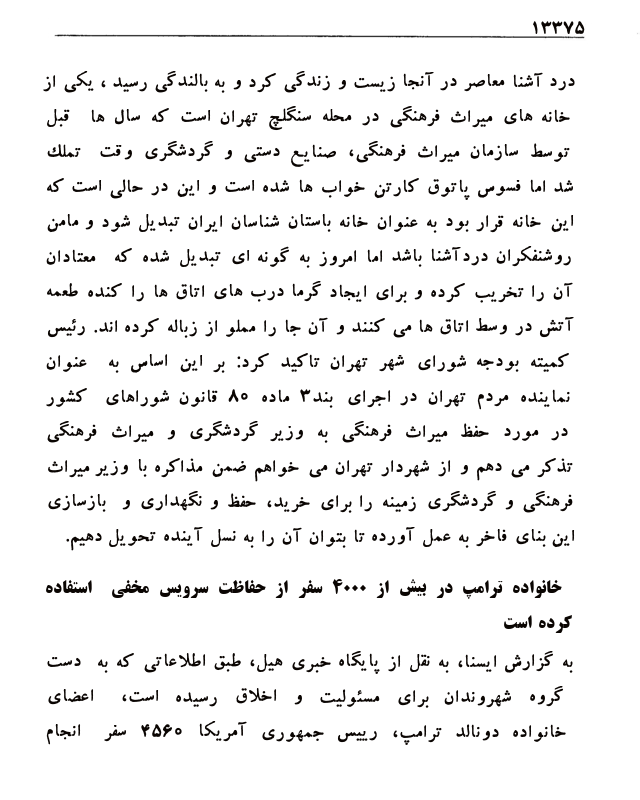 ۱۳۳۷۵
درد آشنا معاصر در آنجا زیست و زندگی کرد و به بالندگی رسید ، یکی از
خانه های میراث فرهنگی در محله سنگلچ تهران است که سال ها قبل
توسط سازمان میراث فرهنگی، صنایع دستی و گردشگری وقت تملك
شد اما فسوس پاتوق کارتن خواب ها شده است و این در حالی است که
این خانه قرار بود به عنوان خانه باستان شناسان ایران تبدیل شود و مامن
روشنفکران دردآشنا باشد اما امروز به گونه ای تبدیل شده که معتادان
آن را تخریب کرده و برای ایجاد گرما درب های اتاق ها را کنده طعمه
آتش در وسط اتاق ها می کنند و آن جا را مملو از زباله کرده اند. رئیس
کمیته بودجه شورای شهر تهران تاکید کرد: بر این اساس به عنوان
نماینده مردم تهران در اجرای بند۳ ماده ۸۰ قانون شوراهای کشور
در مورد حفظ میراث فرهنگی به وزیر گردشگری و میراث فرهنگی
تذکر می دهم و از شهردار تهران می خواهم ضمن مذاکره با وزیر میراث
فرهنگی و گردشگری زمینه را برای خرید، حفظ و نگهداری و بازسازی
این بنای فاخر به عمل آورده تا بتوان آن را به نسل آینده تحویل دهیم.
خانواده ترامپ در بیش از ۴۰۰۰ سفر از حفاظت سرویس مخفی استفاده
کرده است
به گزارش ایسنا، به نقل از پایگاه خبری هیل، طبق اطلاعاتی که به دست
گروه شهروندان برای مسئولیت و اخلاق رسیده است، اعضای
خانواده دونالد ترامپ، رییس جمهوری آمریکا ۴۵۶۰ سفر انجام